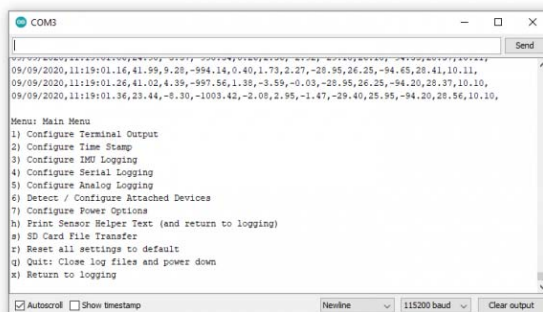 COM3
Send
09/09/2020,11:19:01.16,41.99,9.28,-994.14,0.40,1.73,2.27,-28.95,26.25,-94.65,28.41,10.11,
09/09/2020,11:19:01.26,41.02,4.39,-997.56,1.38,-3.59,-0.03,-28.95,26.25,-94.20,28.37,10.10,
09/09/2020,11:19:01.36,23.44,-8.30,-1003.42,-2.08,2.95,-1.47,-29.40,25.95,-94.20,28.56,10.10,
Menu: Main Menu
1) Configure Terminal Output
2) Configure Time Stamp
3) Configure IMU Logging
4) Configure Serial Logging
5) Configure Analog Logging
6) Detect / Configure Attached Devices
7) Configure Power Options
h) Print Sensor Helper Text (and return to logging)
s) SD Card File Transfer
r) Reset all settings to default
q) Quit: Close log files and power down
x) Return to logging
Autoscroll Show timestamp Newline 115200 baud Clear output